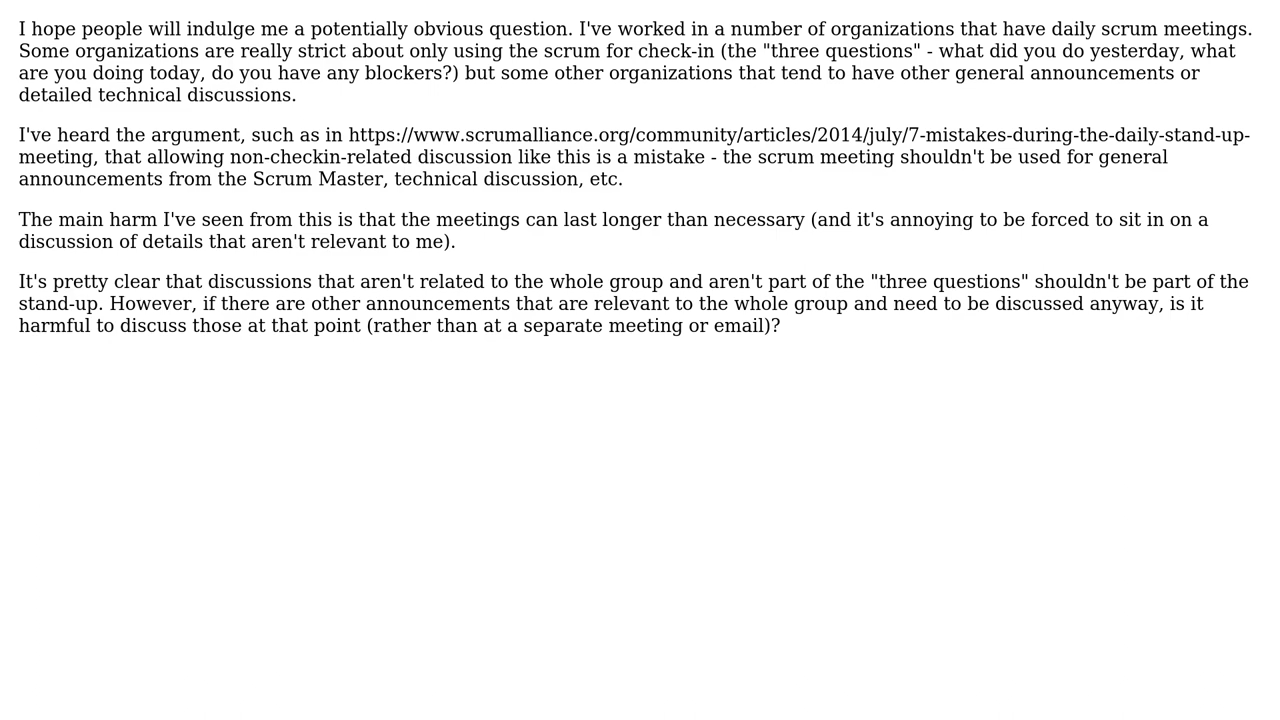 I hope people will indulge me a potentially obvious question. I've worked in a number of organizations that have daily scrum meetings.
Some organizations are really strict about only using the scrum for check-in (the "three questions" - what did you do yesterday, what
are you doing today, do you have any blockers?) but some other organizations that tend to have other general announcements or
detailed technical discussions.
I've heard the argument, such as in https://www.scrumalliance.org/community/articles/2014/july/7-mistakes-during-the-daily-stand-up-
meeting, that allowing non-checkin-related discussion like this is a mistake - the scrum meeting shouldn't be used for general
announcements from the Scrum Master, technical discussion, etc.
The main harm I've seen from this is that the meetings can last longer than necessary (and it's annoying to be forced to sit in on a
discussion of details that aren't relevant to me).
It's pretty clear that discussions that aren't related to the whole group and aren't part of the "three questions" shouldn't be part of the
stand-up. However, if there are other announcements that are relevant to the whole group and need to be discussed anyway, is it
harmful to discuss those at that point (rather than at a separate meeting or email)?